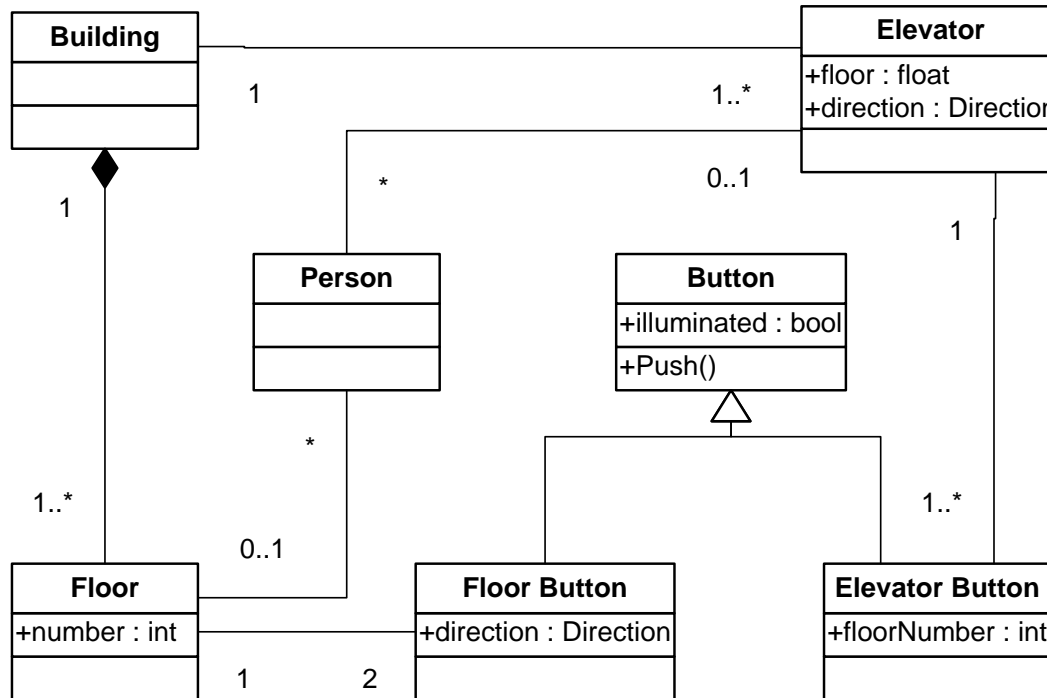 Building
Elevator
+floor : float
+direction : Direction
1
1..*
1
*
0..1
1
Person
Button
+illuminated : bool
+Push()
*
1..*
1..*
0..1
Floor
+number : int
Floor Button
+direction : Direction
Elevator Button
+floorNumber : int
1
2